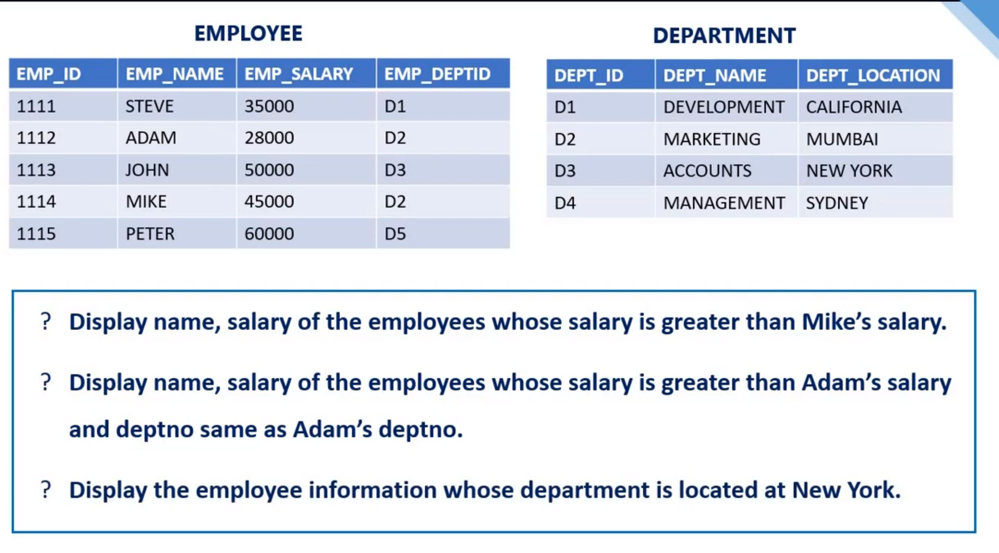 EMPLOYEE
EMP_ID EMP_NAME EMP_SALARY EMP_DEPTID
1111 STEVE 35000 D1
1112 ADAM 28000 D2
1113 JOHN 50000 D3
1114 MIKE 45000 D2
1115 PETER 60000 D5
DEPARTMENT
DEPT_ID DEPT_NAME DEPT_LOCATION
D1 DEVELOPMENT CALIFORNIA
D2 MARKETING MUMBAI
D3 ACCOUNTS NEW YORK
D4 MANAGEMENT SYDNEY
? Display name, salary of the employees whose salary is greater than Mike’s salary.
? Display name, salary of the employees whose salary is greater than Adam’s salary
and deptno same as Adam’s deptno.
? Display the employee information whose department is located at New York.